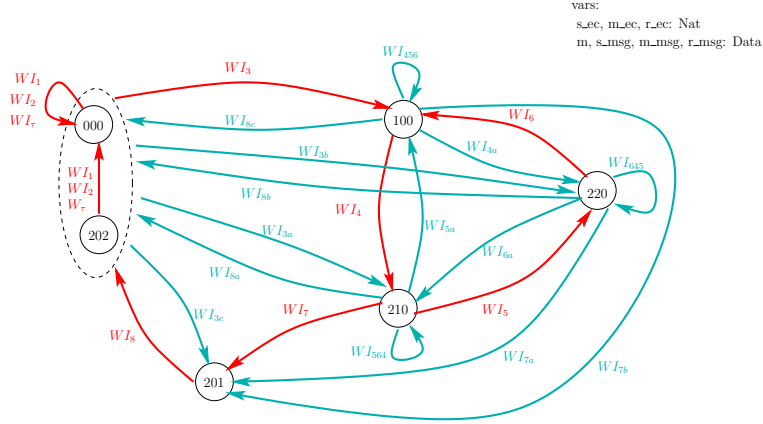 vars:
s_ec, m_ec, r_ec: Nat
m, s_msg, m_msg, r_msg: Data
WI456
WI3
WI1
WI2
WIτ
000
WI8c
100
WI6
WI3b
WI4a
WI645
WI1
WI2
Wτ
WI8b
220
WI4
202
WI3a
WI5a
WI6a
WI8a
WI3c
WI7
210
WI5
WI8
WI564
WI7a
WI7b
201